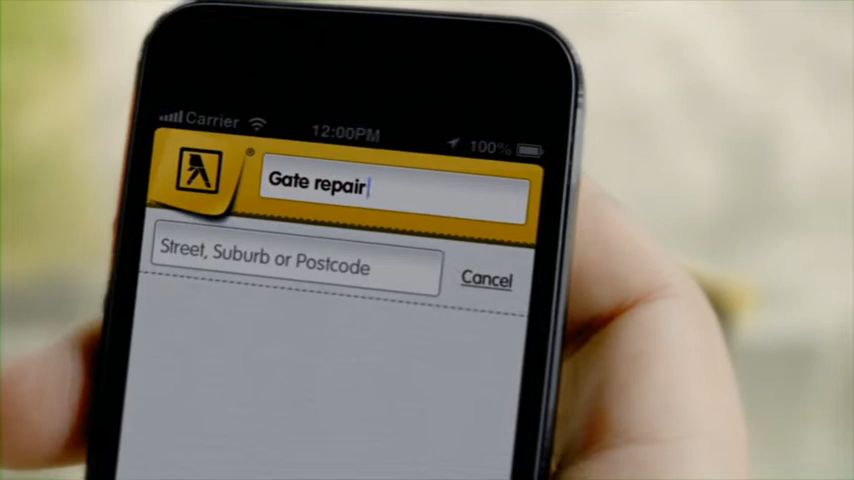 Carrier 12:00PM 100%
®
Gate repair
Street, Suburb or Postcode Cancel